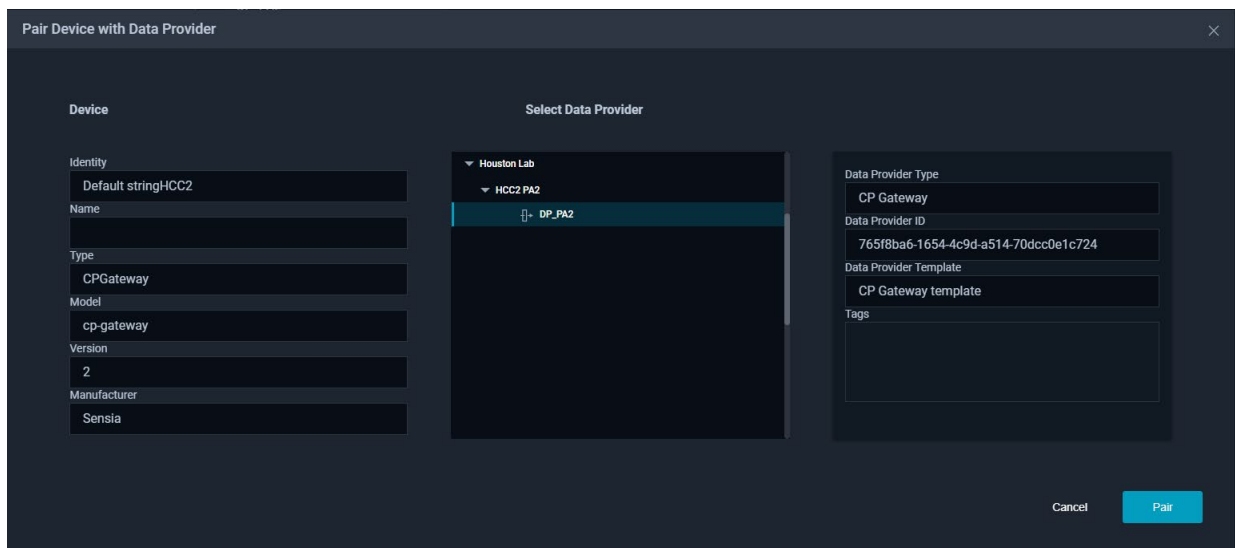 Pair Device with Data Provider
Device
Select Data Provider
Identity
Default stringHCC2
Name
Type
CPGateway
Model
cp-gateway
Version
2
Manufacturer
Sensia
Houston Lab
HCC2 PA2
DP_PA2
Data Provider Type
CP Gateway
Data Provider ID
765f8ba6-1654-4c9d-a514-70dcc0e1c724
Data Provider Template
CP Gateway template
Tags
Cancel
Pair